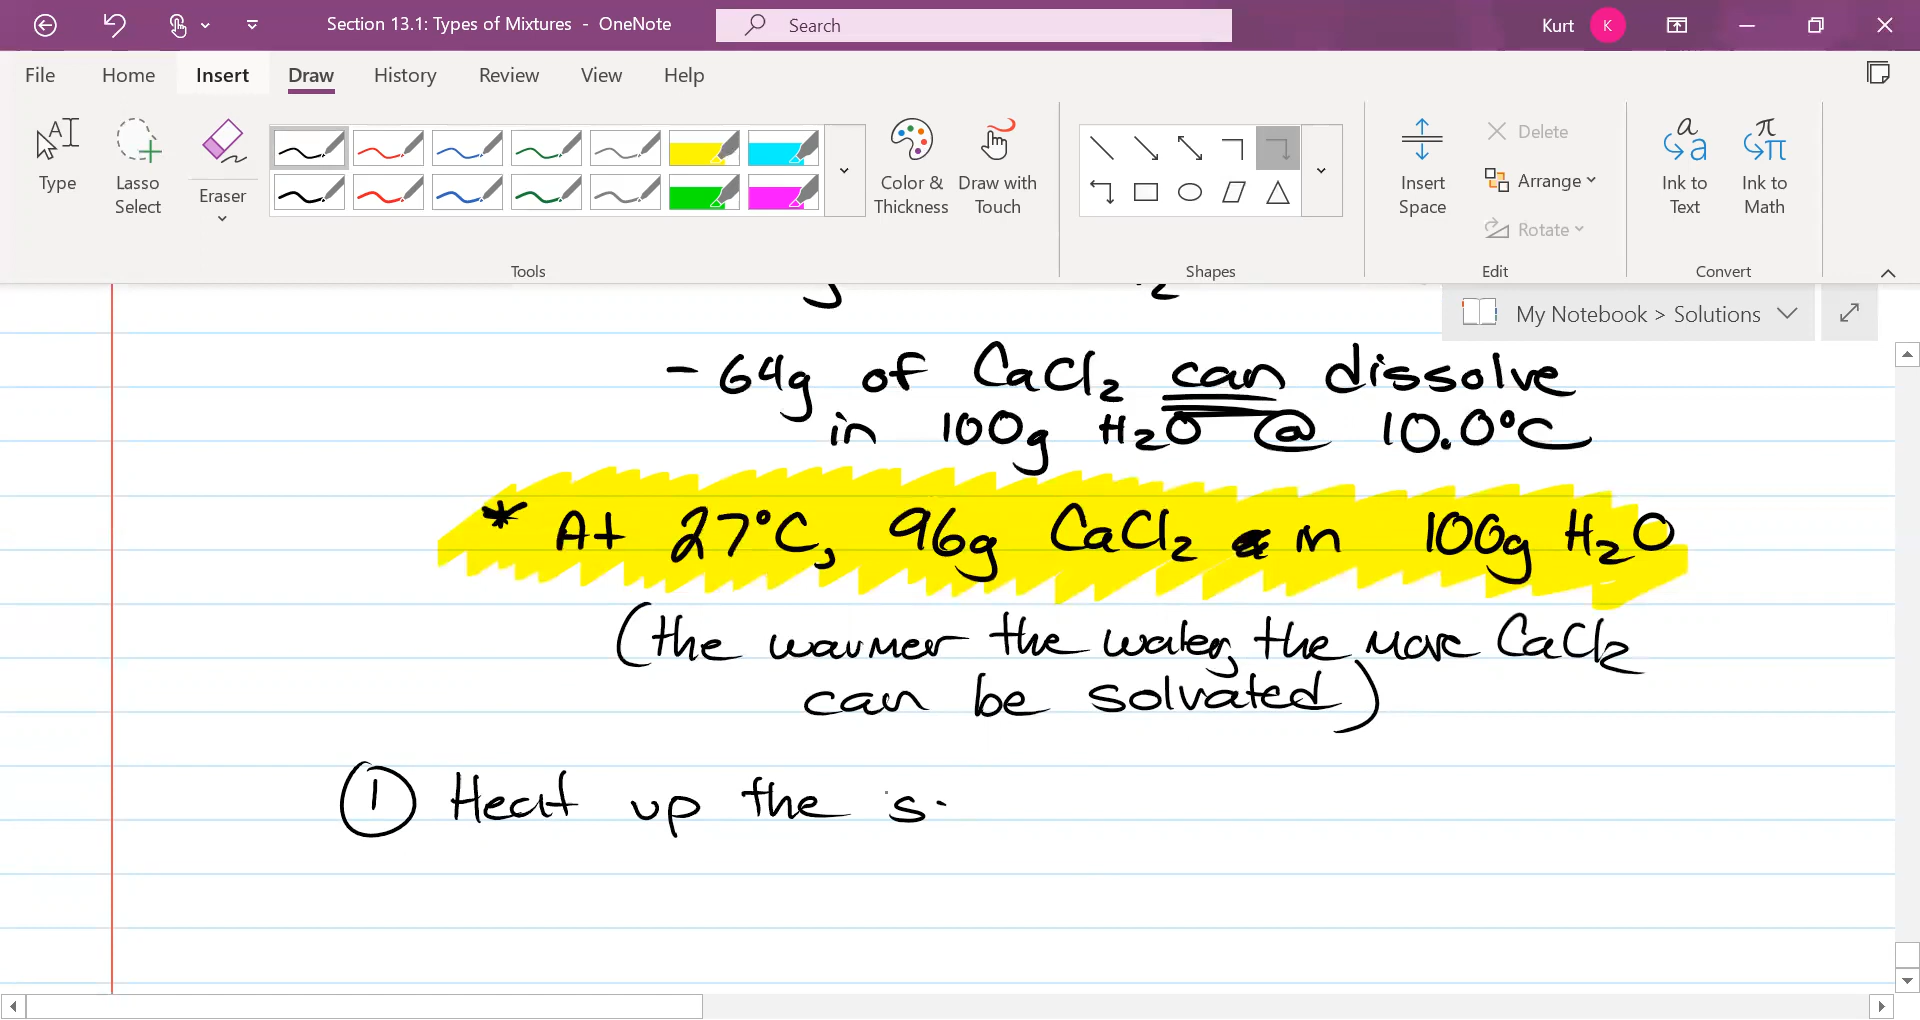 Section 13.1: Types of Mixtures - OneNote
Search
Kurt K
File Home Insert Draw History Review View Help
Type
Lasso Select
Eraser
Color & Thickness
Draw with Touch
Insert Space
Delete
Arrange
Rotate
Ink to Text
Ink to Math
Tools Shapes Edit Convert
My Notebook > Solutions
- 64g of CaCl₂ can dissolve
in 100g H₂O @ 10.0°C
* At 27°C, 96g CaCl₂ in 100g H₂O
(the warmer the water, the more CaCl₂
can be solvated)
① Heat up the s